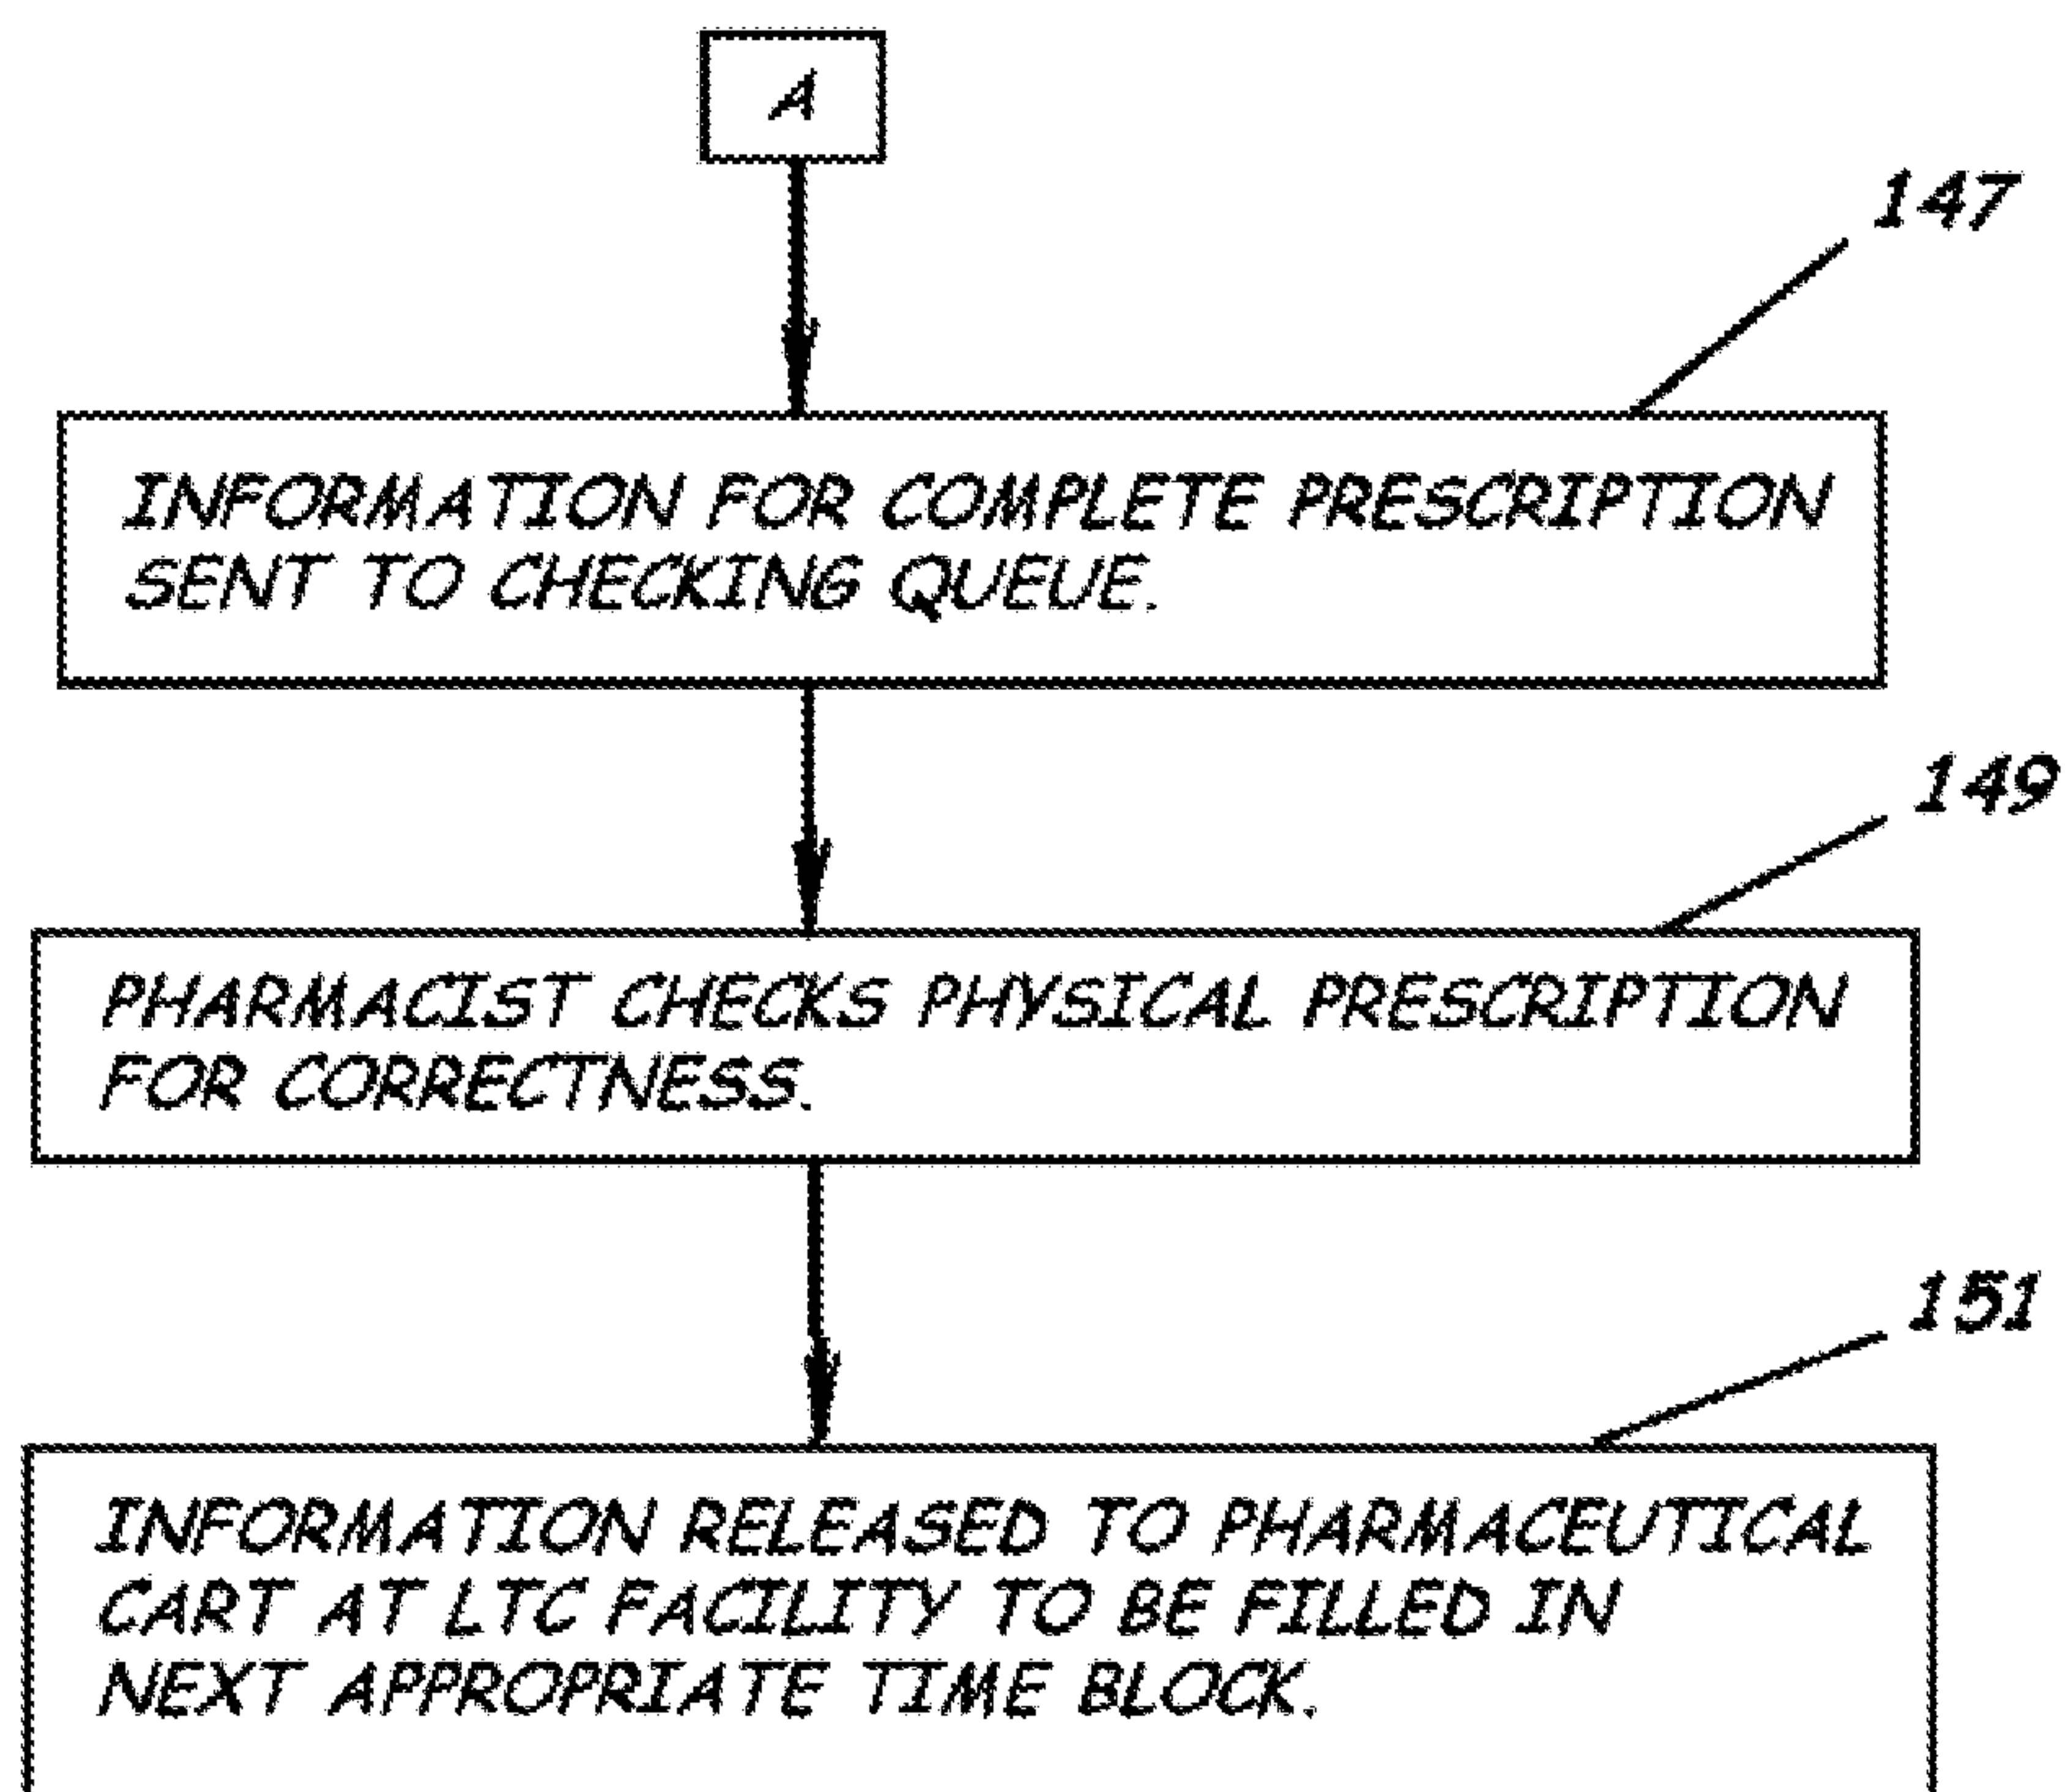 A
147
INFORMATION FOR COMPLETE PRESCRIPTION
SENT TO CHECKING QUEUE.
149
PHARMACIST CHECKS PHYSICAL PRESCRIPTION
FOR CORRECTNESS.
151
INFORMATION RELEASED TO PHARMACEUTICAL
CART AT LTC FACILITY TO BE FILLED IN
NEXT APPROPRIATE TIME BLOCK.